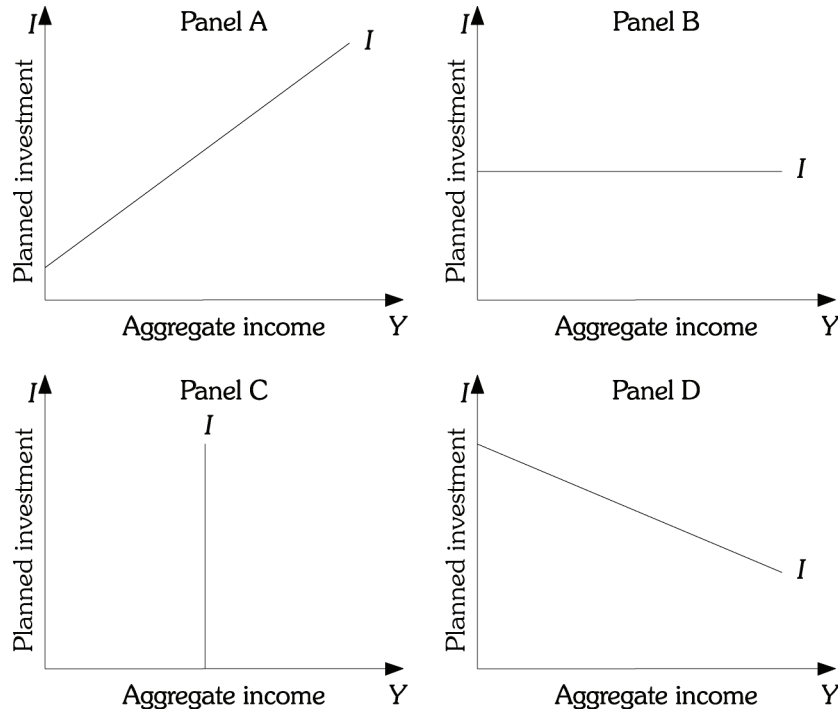 Panel A
I
I
Planned investment
Aggregate income Y
Panel B
I
I
Planned investment
Aggregate income Y
Panel C
I
I
Planned investment
Aggregate income Y
Panel D
I
I
Planned investment
Aggregate income Y